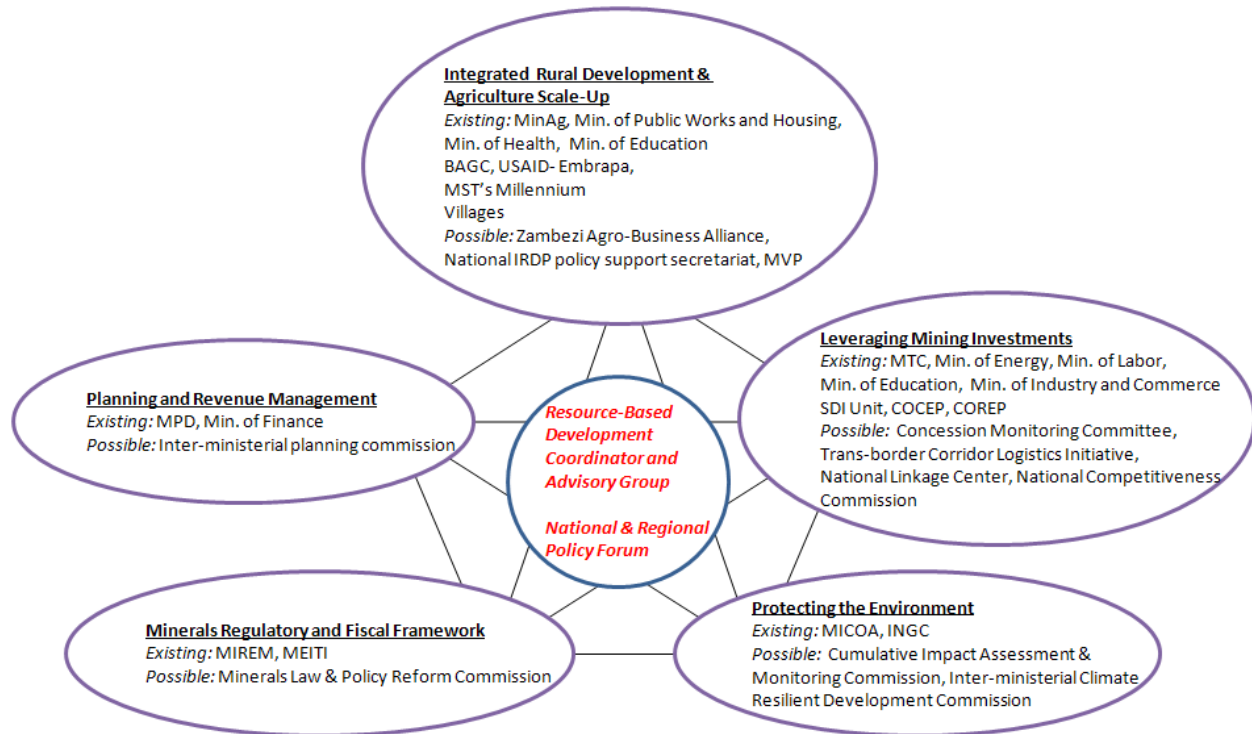 Integrated Rural Development &
Agriculture Scale-Up
Existing: MinAg, Min. of Public Works and Housing,
Min. of Health, Min. of Education
BAGC, USAID- Embrapa,
MST's Millennium
Villages
Possible: Zambezi Agro-Business Alliance,
National IRDP policy support secretariat, MVP
Planning and Revenue Management
Existing: MPD, Min. of Finance
Possible: Inter-ministerial planning commission
Resource-Based
Development
Coordinator and
Advisory Group
National & Regional
Policy Forum
Leveraging Mining Investments
Existing: MTC, Min. of Energy, Min. of Labor,
Min. of Education, Min. of Industry and Commerce
SDI Unit, COCEP, COREP
Possible: Concession Monitoring Committee,
Trans-border Corridor Logistics Initiative,
National Linkage Center, National Competitiveness
Commission
Minerals Regulatory and Fiscal Framework
Existing: MIREM, MEITI
Possible: Minerals Law & Policy Reform Commission
Protecting the Environment
Existing: MICOA, INGC
Possible: Cumulative Impact Assessment &
Monitoring Commission, Inter-ministerial Climate
Resilient Development Commission